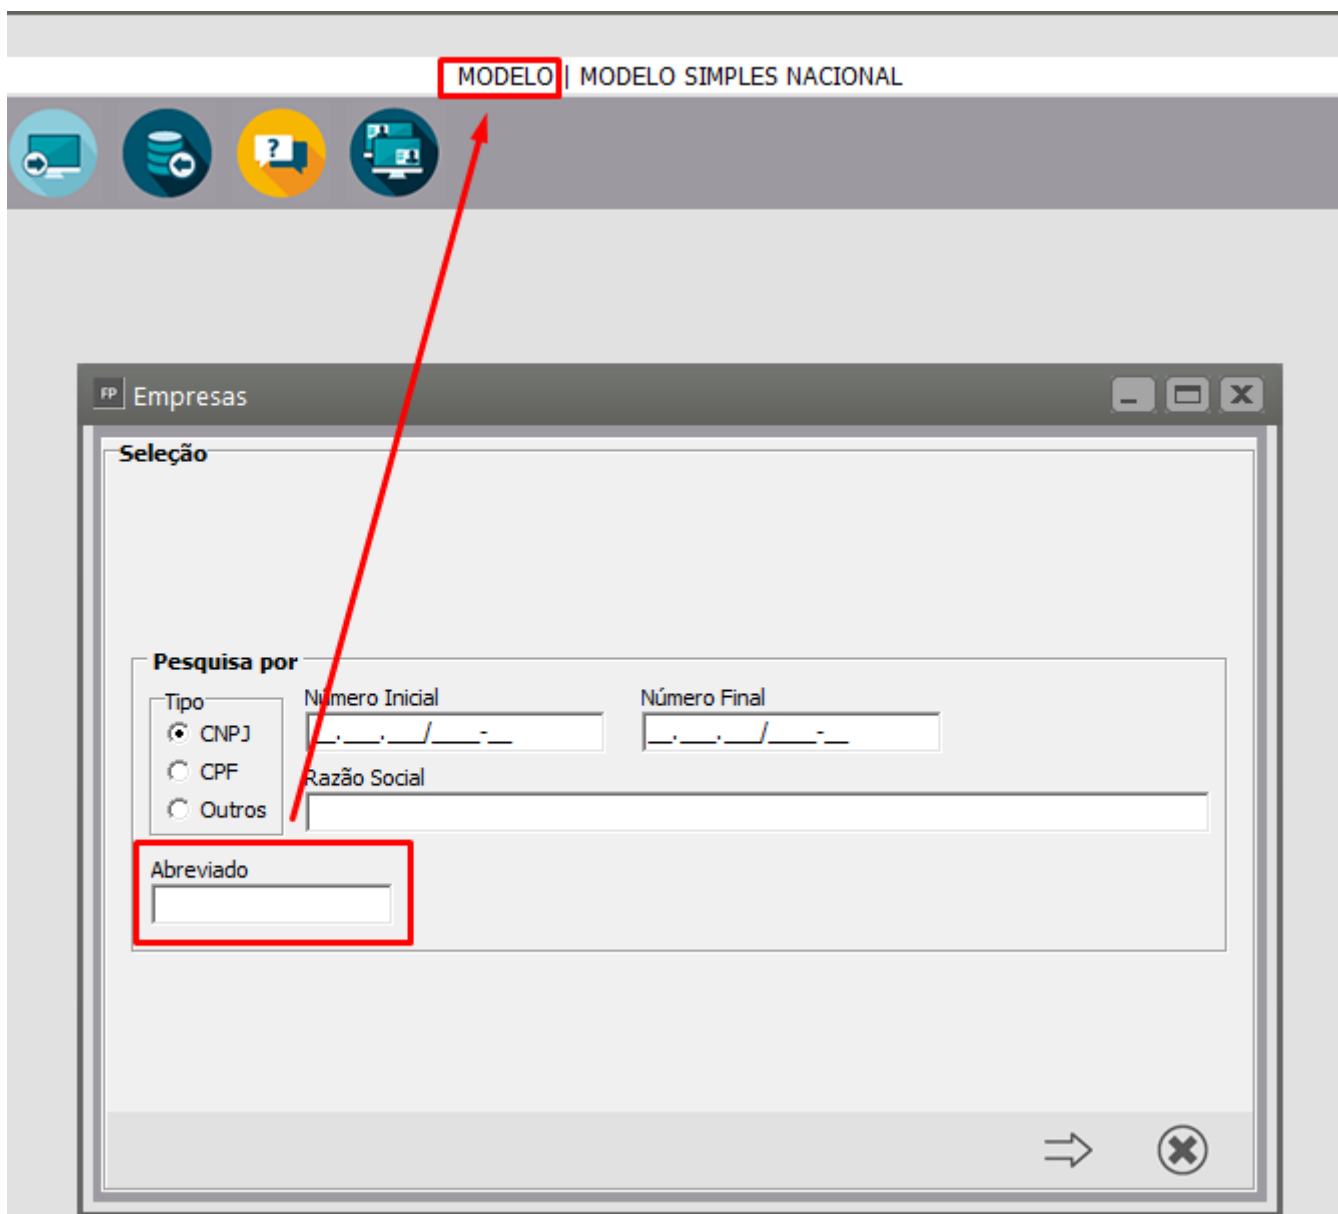 MODELO | MODELO SIMPLES NACIONAL
?
FP Empresas
Seleção
Pesquisa por
Tipo
Número Inicial
Número Final
CNPJ
__.___.___/____-__
__.___.___/____-__
CPF
Razão Social
Outros
Abreviado